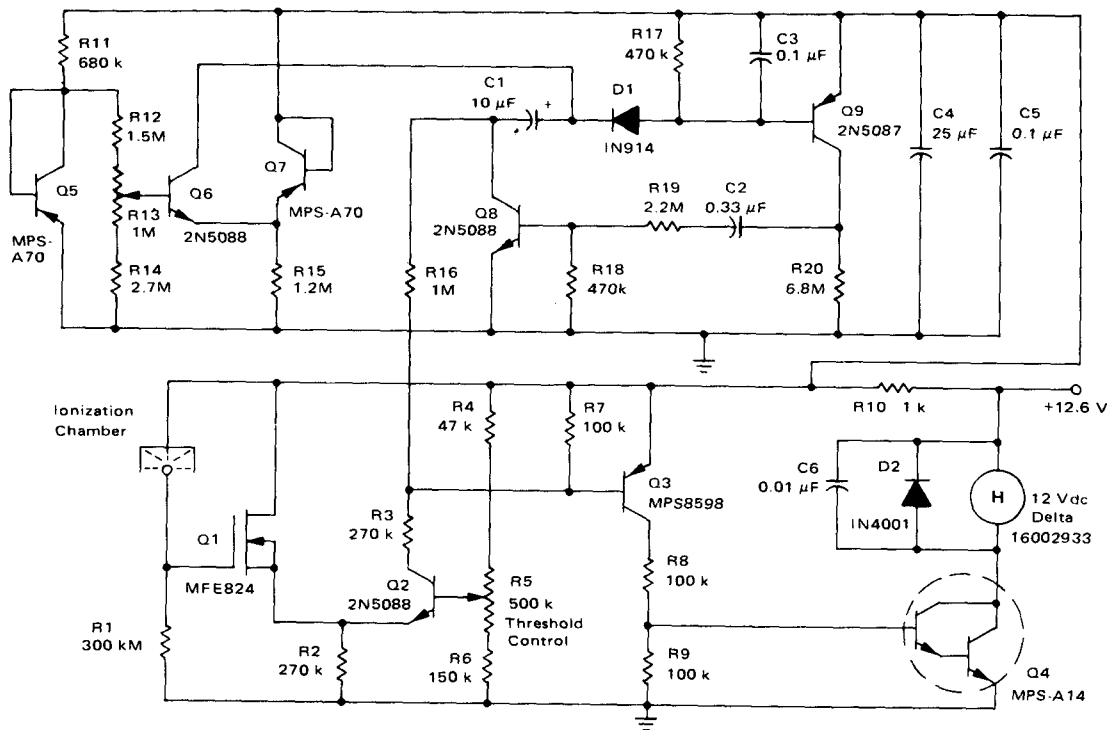 R11
680 k
R12
1.5M
Q5
MPS-
A70
R13
1M
R14
2.7M
Q6
2N5088
Q7
MPS-A70
R15
1.2M
C1
10 µF
+
D1
IN914
R17
470 k
C3
0.1 µF
Q9
2N5087
C4
25 µF
C5
0.1 µF
Q8
2N5088
R16
1M
R18
470k
R19
2.2M
C2
0.33 µF
R20
6.8M
Ionization
Chamber
Q1
MFE824
R1
300 kM
R2
270 k
R3
270 k
Q2
2N5088
R4
47 k
R5
500 k
Threshold
Control
R6
150 k
R7
100 k
Q3
MPS8598
R8
100 k
R9
100 k
R10 1 k
+12.6 V
C6
0.01 µF
D2
IN4001
H
12 Vdc
Delta
16002933
Q4
MPS-A14